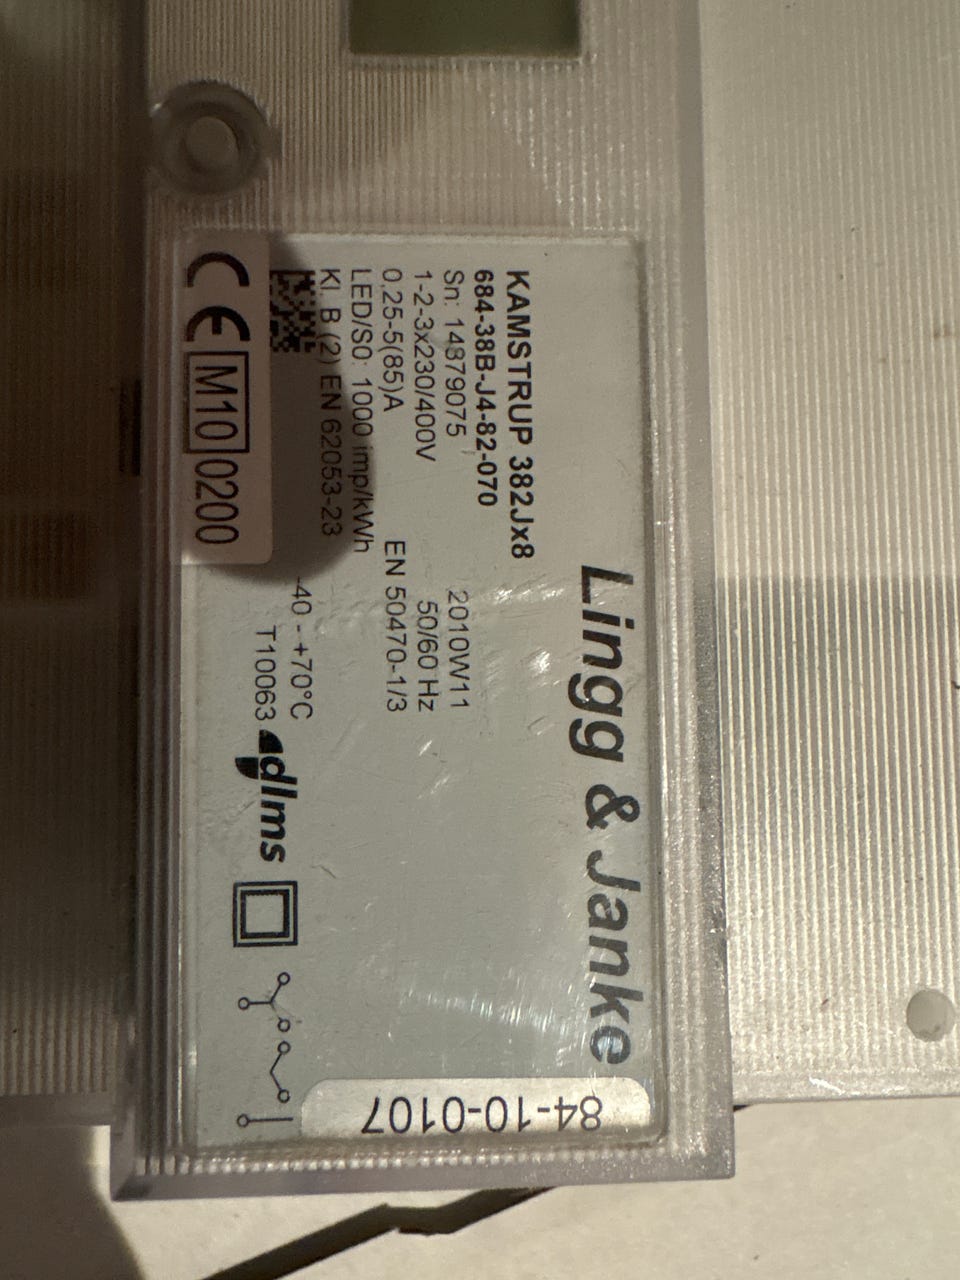 Lingg & Janke
KAMSTRUP 382Jx8
684-38B-J4-82-070
Sn: 14879075 2010W11
1-2-3x230/400V 50/60 Hz
0,25-5(85)A EN 50470-1/3
LED/S0: 1000 imp/kWh
Kl. B (2) EN 62053-23
-40 - +70°C
T10063 dlms
CE M10 0200
84-10-0107